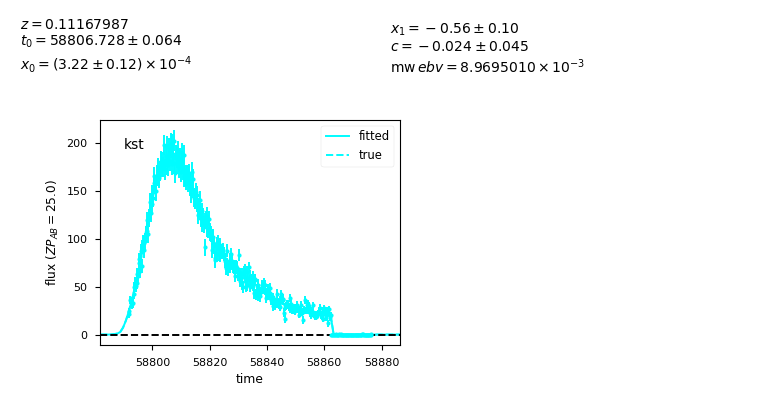 z = 0.11167987
t₀ = 58806.728 ± 0.064
x₀ = (3.22 ± 0.12) × 10⁻⁴
x₁ = −0.56 ± 0.10
c = −0.024 ± 0.045
mw ebv = 8.9695010 × 10⁻³
kst
fitted
true
flux (ZP_AB = 25.0)
200
150
100
50
0
58800 58820 58840 58860 58880
time